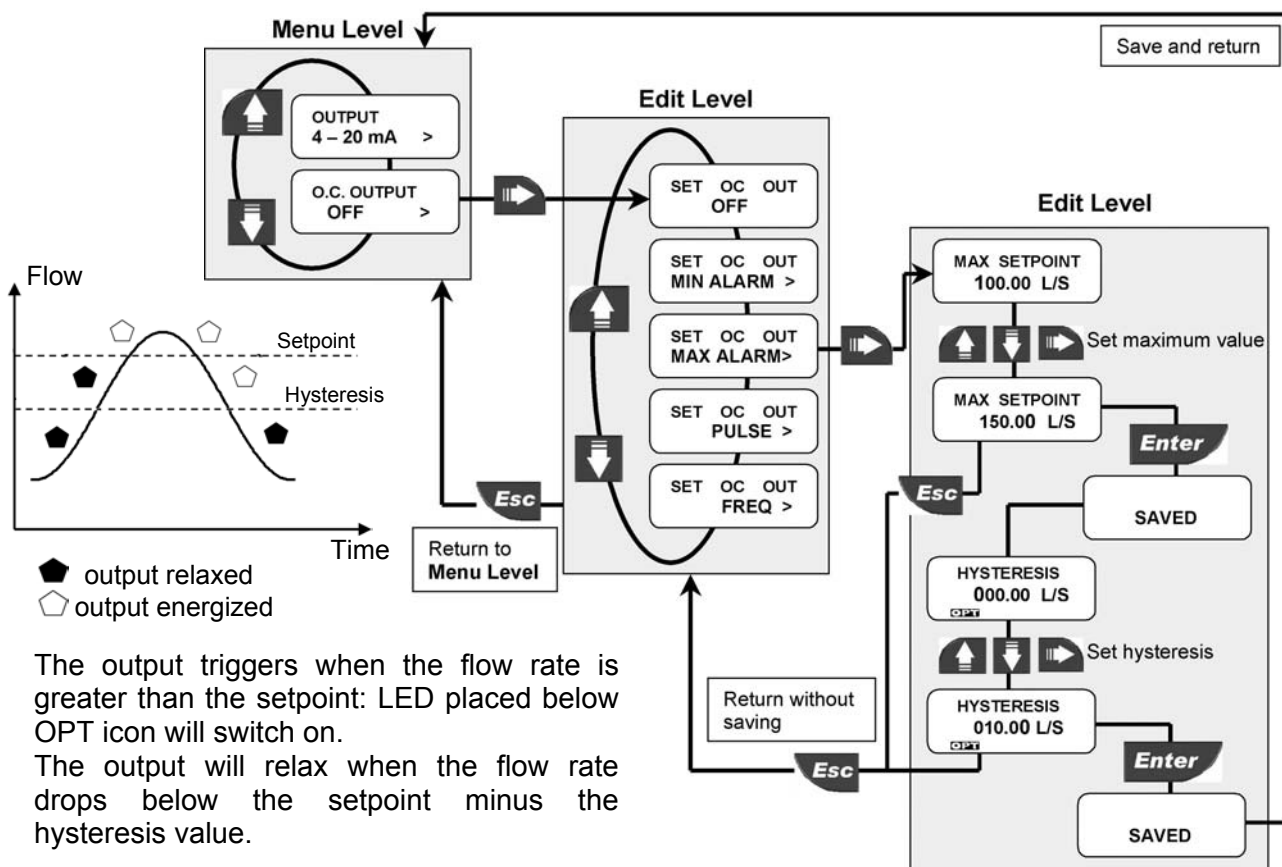 Menu Level
Save and return
OUTPUT
4 – 20 mA >
O.C. OUTPUT
OFF >
Edit Level
SET OC OUT
OFF
SET OC OUT
MIN ALARM >
SET OC OUT
MAX ALARM>
SET OC OUT
PULSE >
SET OC OUT
FREQ >
Esc
Return to
Menu Level
Edit Level
MAX SETPOINT
100.00 L/S
Set maximum value
MAX SETPOINT
150.00 L/S
Enter
Esc
SAVED
HYSTERESIS
000.00 L/S
OPT
Set hysteresis
HYSTERESIS
010.00 L/S
OPT
Enter
SAVED
Return without
saving
Esc
Flow
Setpoint
Hysteresis
Time
output relaxed
output energized
The output triggers when the flow rate is
greater than the setpoint: LED placed below
OPT icon will switch on.
The output will relax when the flow rate
drops below the setpoint minus the
hysteresis value.